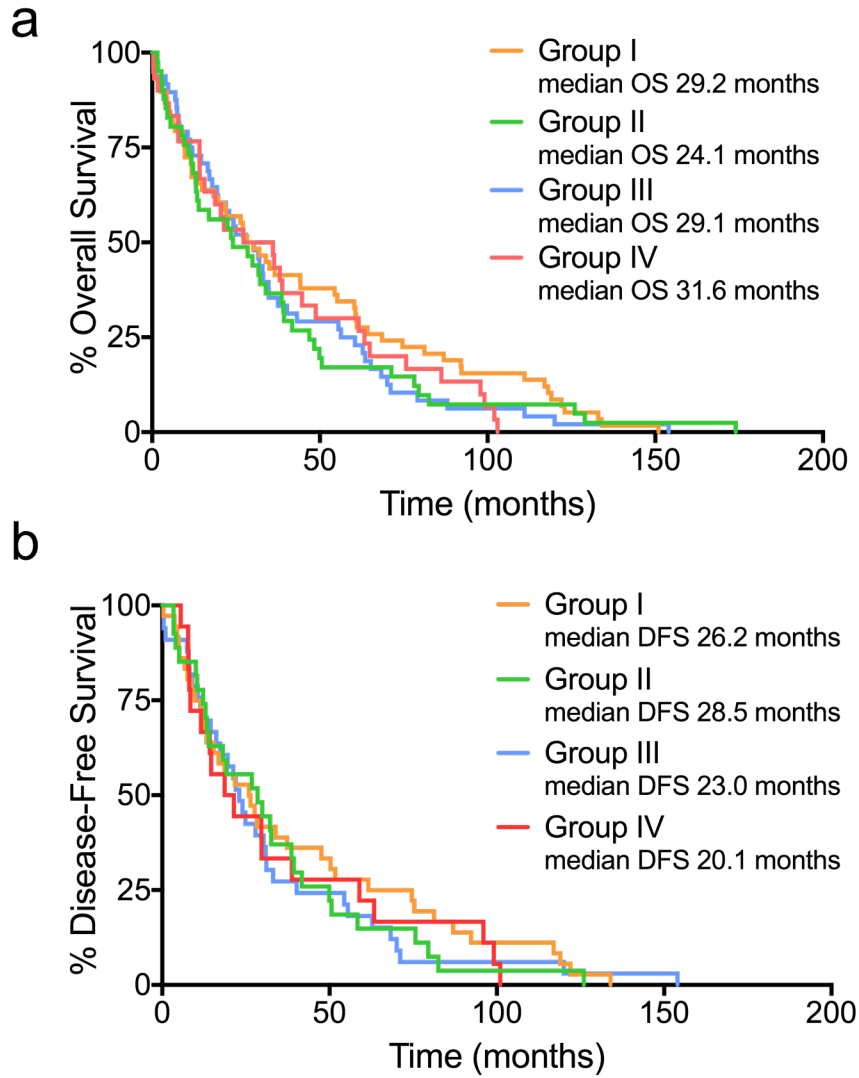 a
% Overall Survival
100
75
50
25
0
0 50 100 150 200
Time (months)
Group I
median OS 29.2 months
Group II
median OS 24.1 months
Group III
median OS 29.1 months
Group IV
median OS 31.6 months
b
% Disease-Free Survival
100
75
50
25
0
0 50 100 150 200
Time (months)
Group I
median DFS 26.2 months
Group II
median DFS 28.5 months
Group III
median DFS 23.0 months
Group IV
median DFS 20.1 months